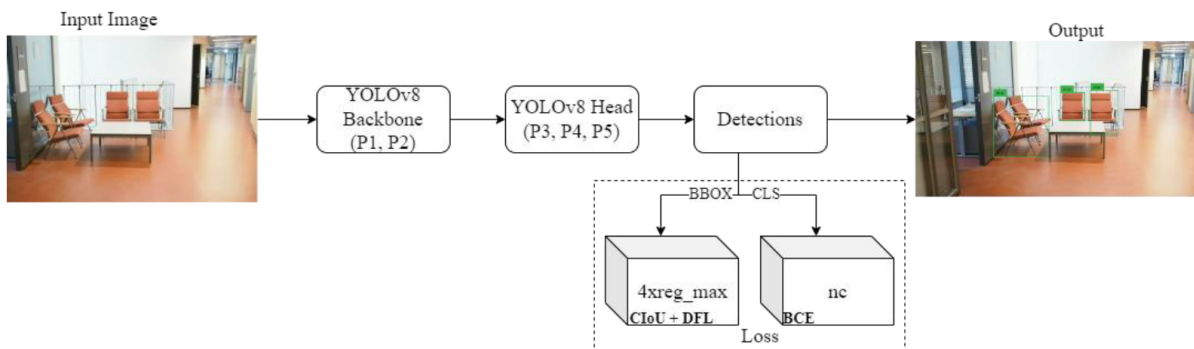 Input Image
Output
YOLOv8
Backbone
(P1, P2)
YOLOv8 Head
(P3, P4, P5)
Detections
BBOX
CLS
4xreg_max
CIoU + DFL
nc
BCE
Loss